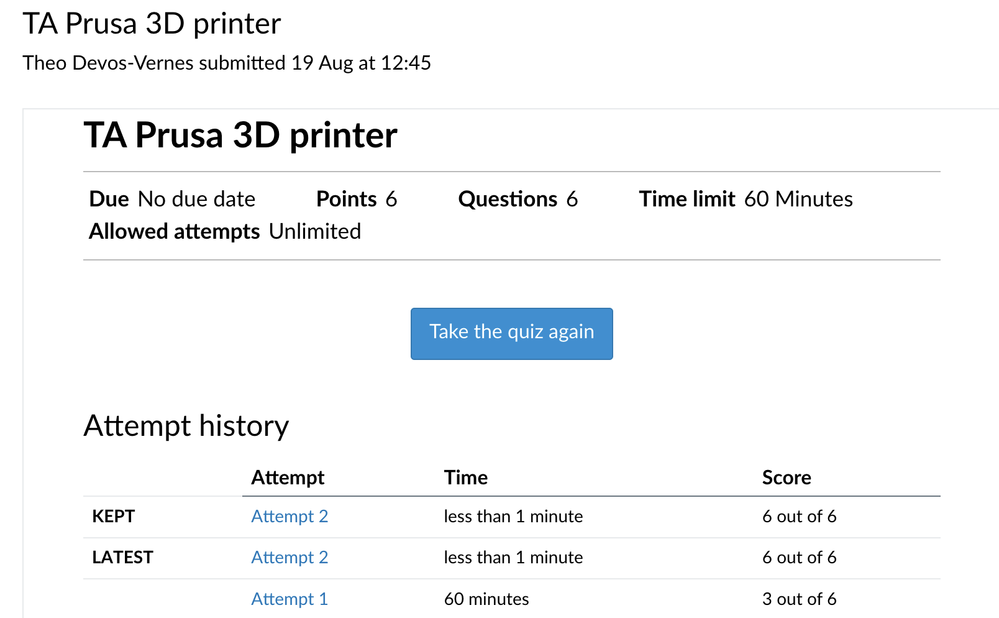 TA Prusa 3D printer
Theo Devos-Vernes submitted 19 Aug at 12:45
TA Prusa 3D printer
Due No due date Points 6 Questions 6 Time limit 60 Minutes
Allowed attempts Unlimited
Take the quiz again
Attempt history
Attempt Time Score
KEPT Attempt 2 less than 1 minute 6 out of 6
LATEST Attempt 2 less than 1 minute 6 out of 6
Attempt 1 60 minutes 3 out of 6